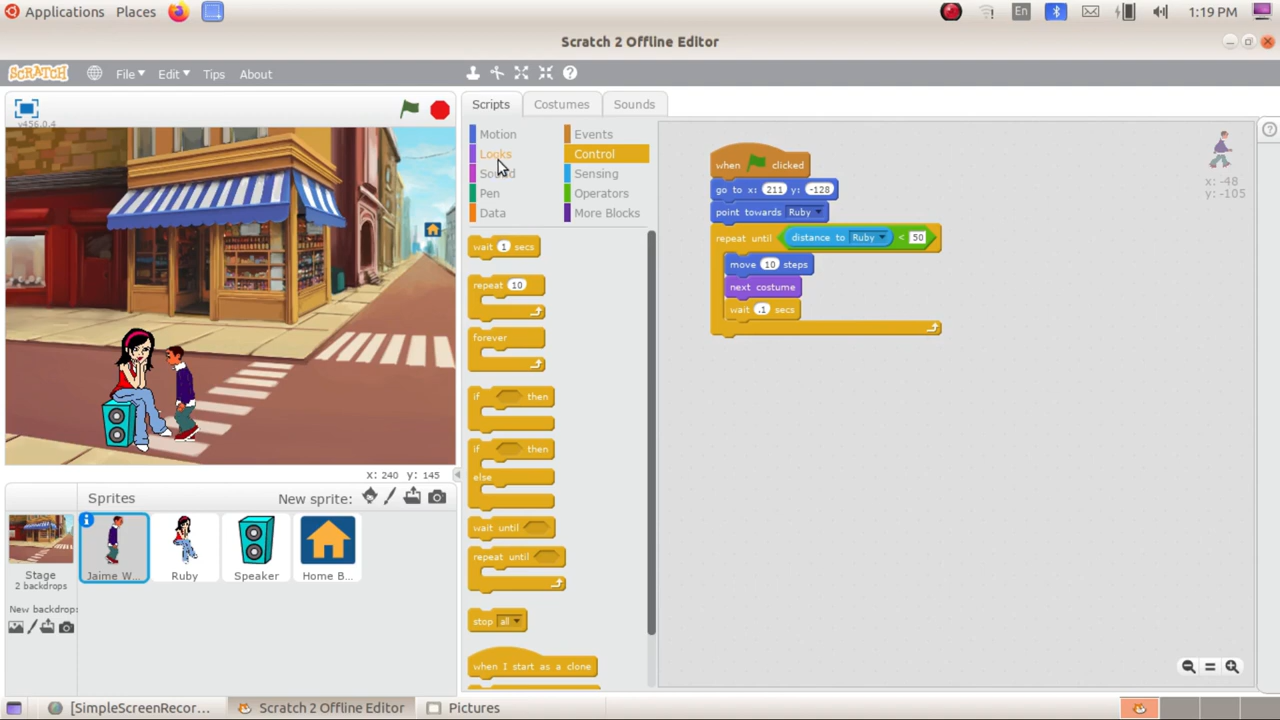 Applications Places En 1:19 PM
Scratch 2 Offline Editor
SCRATCH File Edit Tips About
v456.0.4
Scripts Costumes Sounds
Motion Events
Looks Control
Sound Sensing
Pen Operators
Data More Blocks
wait 1 secs
repeat 10
forever
if then
if then
else
wait until
repeat until
stop all
when I start as a clone
when clicked
go to x: 211 y: -128
point towards Ruby
repeat until distance to Ruby < 50
move 10 steps
next costume
wait .1 secs
x: -48
y: -105
x: 240 y: 145
Sprites New sprite:
Stage
2 backdrops
New backdrop:
Jaime W... Ruby Speaker Home B...
[SimpleScreenRecor... Scratch 2 Offline Editor Pictures